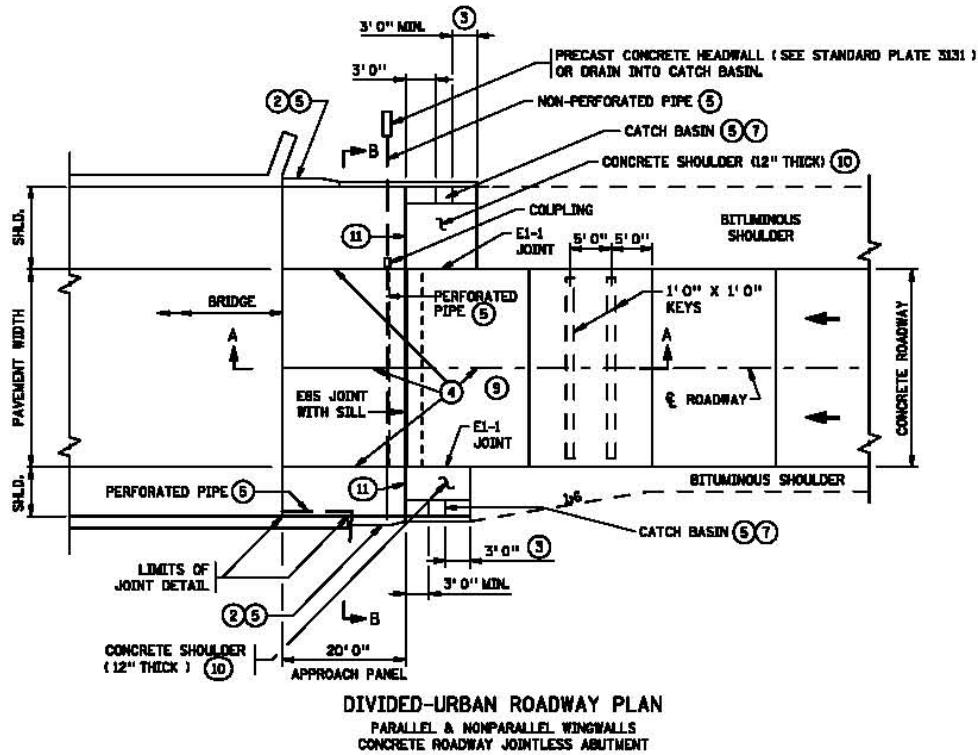 3
3'0" MIN.
3'0"
PRECAST CONCRETE HEADWALL (SEE STANDARD PLATE 3131)
OR DRAIN INTO CATCH BASIN.
2 5
NON-PERFORATED PIPE 5
B
CATCH BASIN 5 7
CONCRETE SHOULDER (12" THICK) 10
COUPLING
SHLD.
11
E1-1
JOINT
5'0" 5'0"
BITUMINOUS
SHOULDER
BRIDGE
PERFORATED
PIPE 5
1'0" X 1'0"
KEYS
PAVEMENT WIDTH
A
A
CONCRETE ROADWAY
4
9
E8S JOINT
WITH SILL
℄ ROADWAY
E1-1
JOINT
SHLD.
PERFORATED PIPE 5
11
BITUMINOUS SHOULDER
1:6
CATCH BASIN 5 7
LIMITS OF
JOINT DETAIL
3'0" 3
3'0" MIN.
2 5
B
CONCRETE SHOULDER
(12" THICK) 10
20'0"
APPROACH PANEL
DIVIDED-URBAN ROADWAY PLAN
PARALLEL & NONPARALLEL WINGWALLS
CONCRETE ROADWAY JOINTLESS ABUTMENT